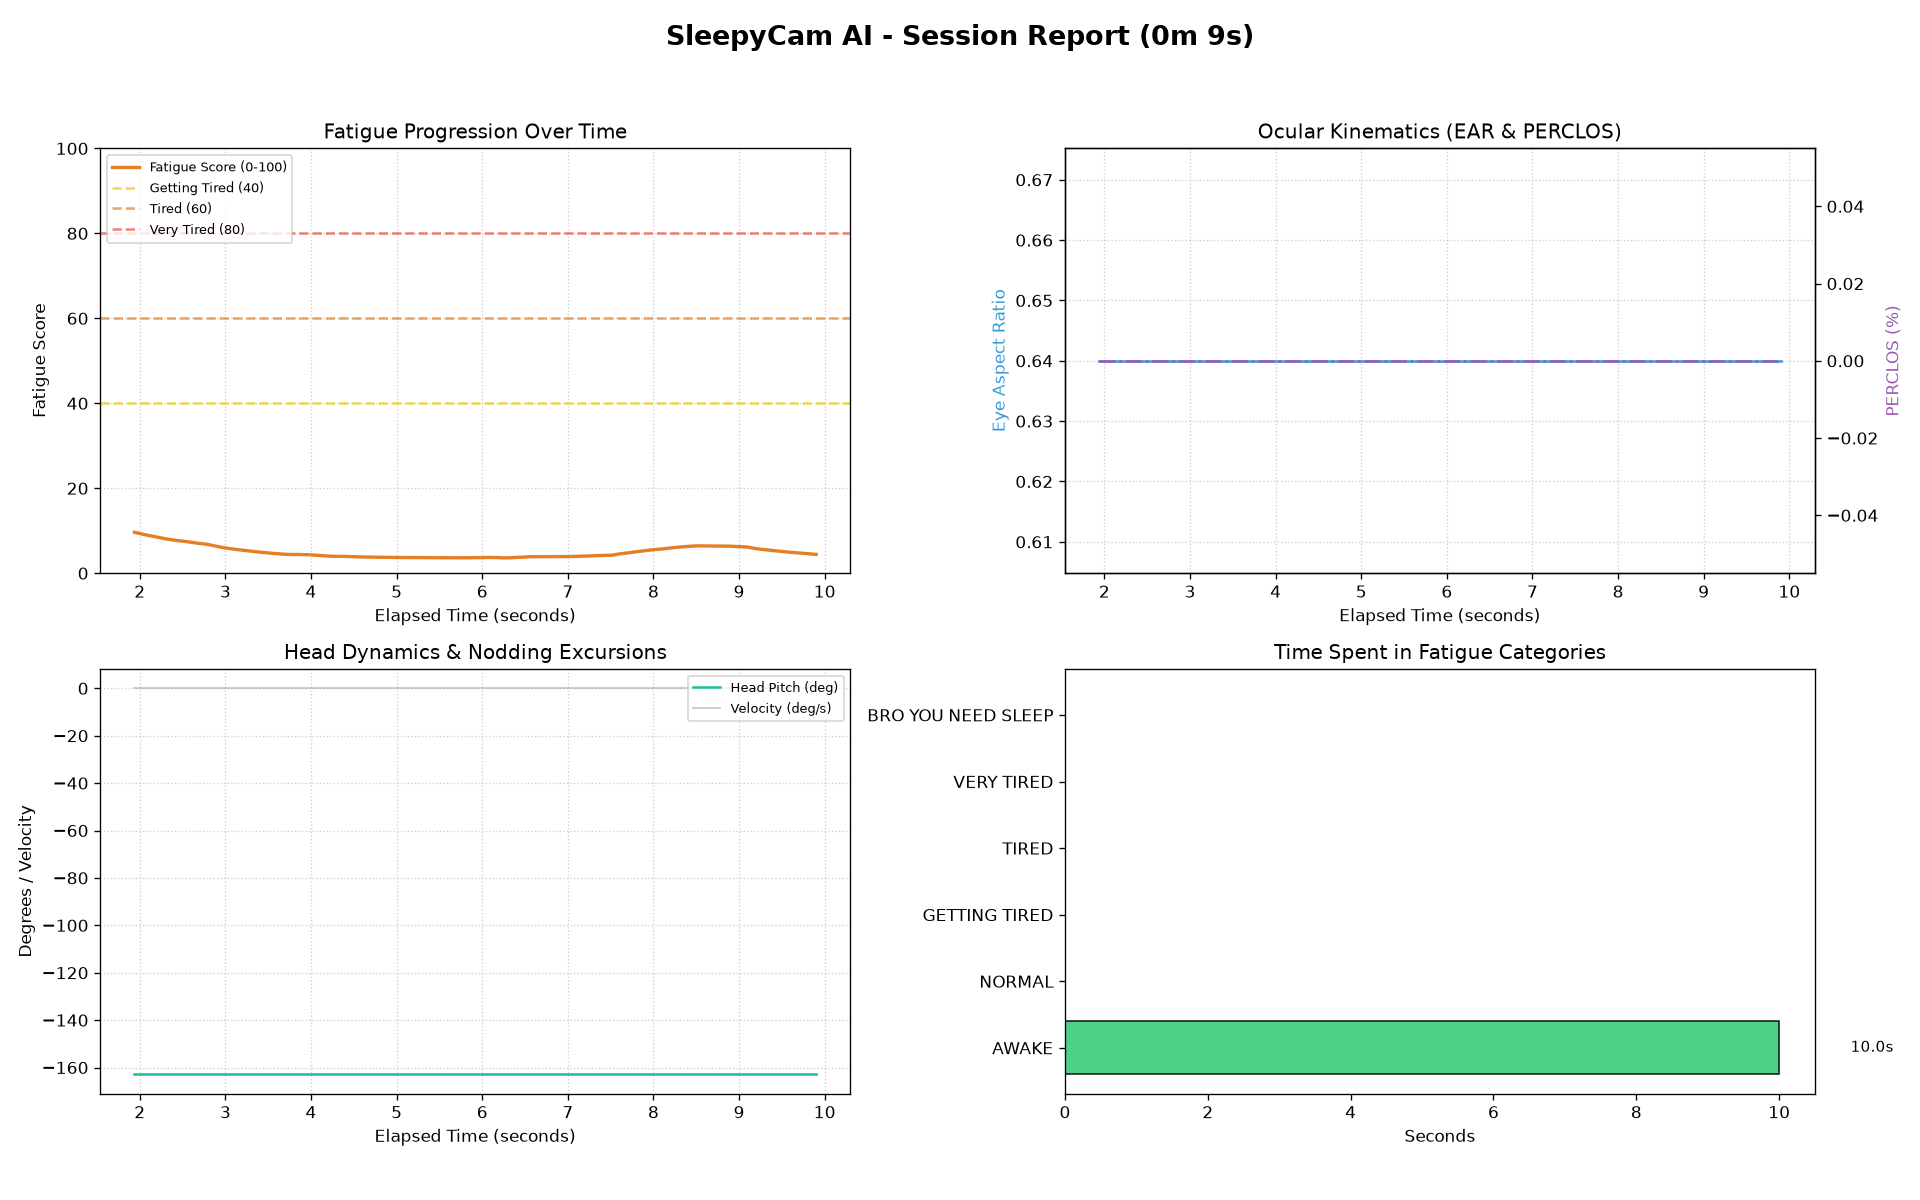 SleepyCam AI - Session Report (0m 9s)
Fatigue Progression Over Time
Fatigue Score (0-100)
Getting Tired (40)
Tired (60)
Very Tired (80)
100
80
60
40
20
0
Fatigue Score
2 3 4 5 6 7 8 9 10
Elapsed Time (seconds)
Ocular Kinematics (EAR & PERCLOS)
0.67
0.66
0.65
0.64
0.63
0.62
0.61
Eye Aspect Ratio
0.04
0.02
0.00
−0.02
−0.04
PERCLOS (%)
2 3 4 5 6 7 8 9 10
Elapsed Time (seconds)
Head Dynamics & Nodding Excursions
Head Pitch (deg)
Velocity (deg/s)
0
−20
−40
−60
−80
−100
−120
−140
−160
Degrees / Velocity
2 3 4 5 6 7 8 9 10
Elapsed Time (seconds)
Time Spent in Fatigue Categories
BRO YOU NEED SLEEP
VERY TIRED
TIRED
GETTING TIRED
NORMAL
AWAKE
10.0s
0 2 4 6 8 10
Seconds